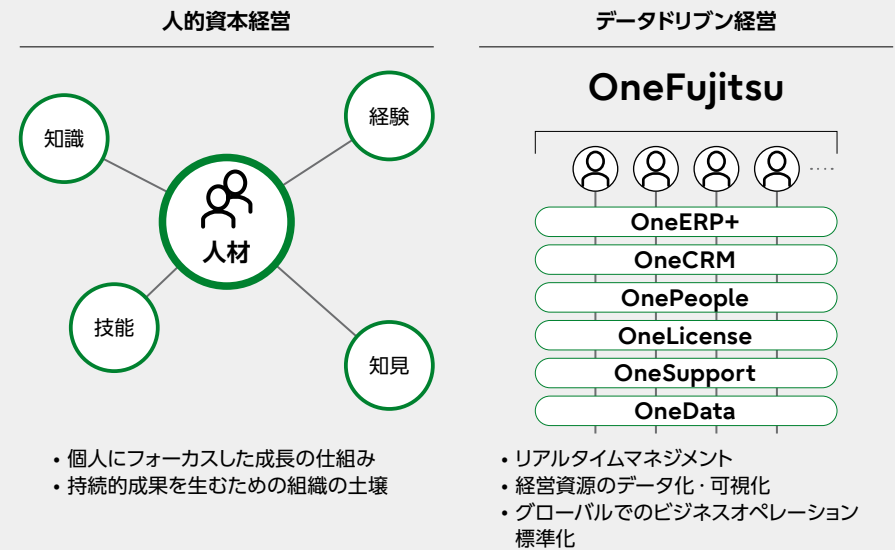 人的資本経営
知識
経験
人材
技能
知見
• 個人にフォーカスした成長の仕組み
• 持続的成果を生むための組織の土壌
データドリブン経営
OneFujitsu
....
OneERP+
OneCRM
OnePeople
OneLicense
OneSupport
OneData
• リアルタイムマネジメント
• 経営資源のデータ化・可視化
• グローバルでのビジネスオペレーション
標準化